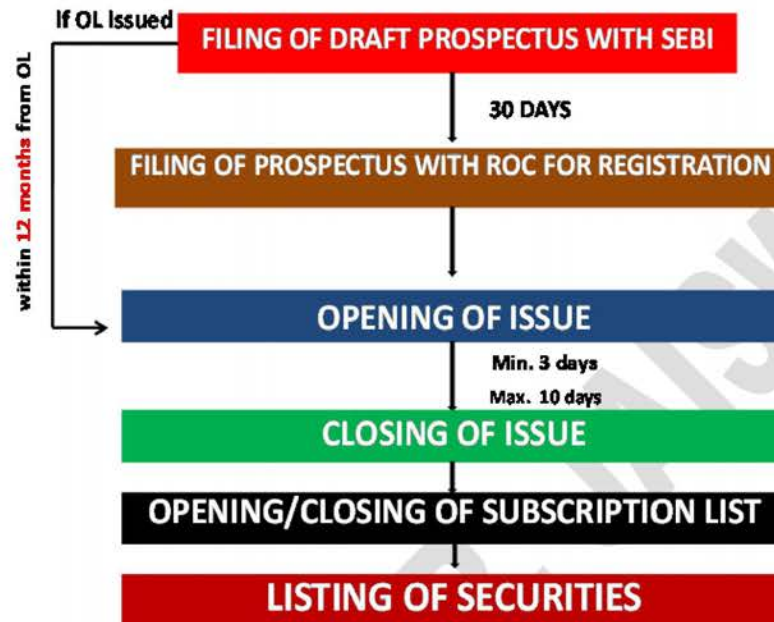 If OL Issued
FILING OF DRAFT PROSPECTUS WITH SEBI
within 12 months from OL
30 DAYS
FILING OF PROSPECTUS WITH ROC FOR REGISTRATION
OPENING OF ISSUE
Min. 3 days
Max. 10 days
CLOSING OF ISSUE
OPENING/CLOSING OF SUBSCRIPTION LIST
LISTING OF SECURITIES